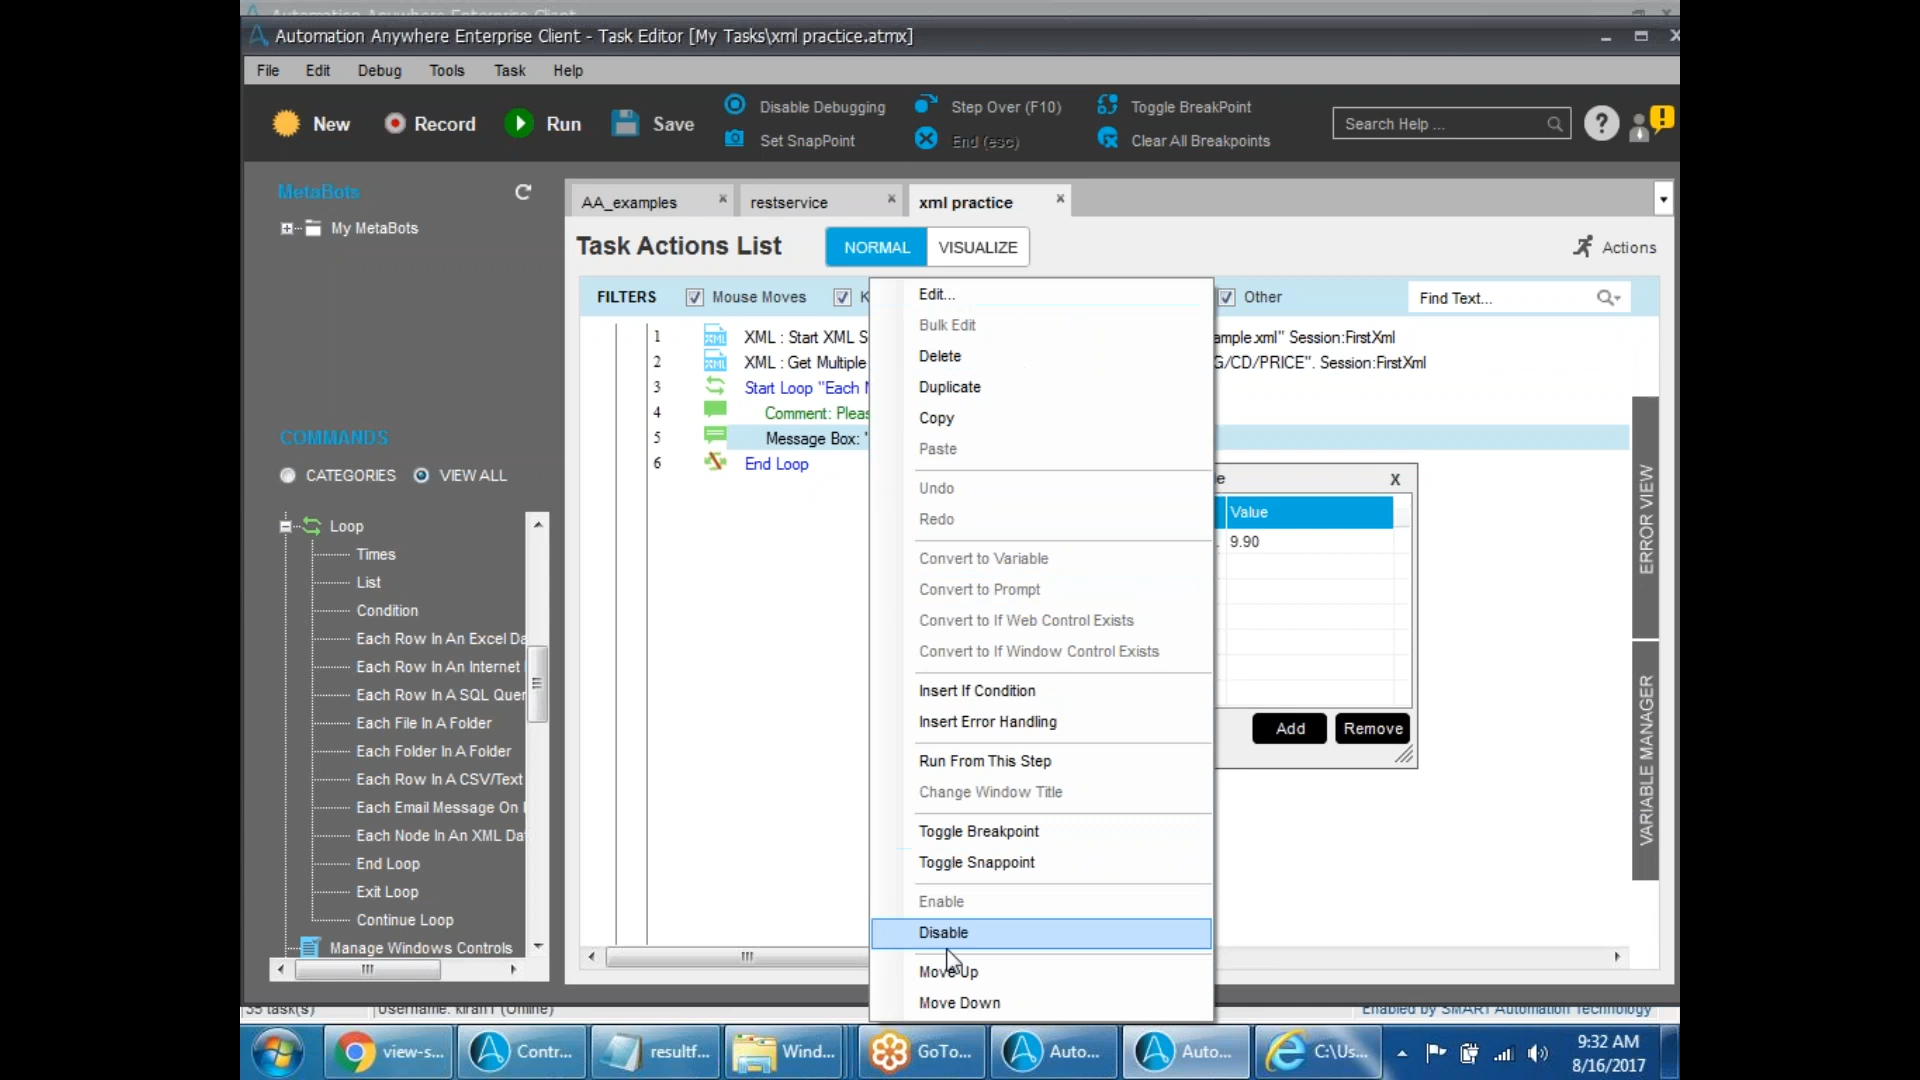 Automation Anywhere Enterprise Client - Task Editor [My Tasks\xml practice.atmx]
File Edit Debug Tools Task Help
New Record Run Save
Disable Debugging Step Over (F10) Toggle BreakPoint
Set SnapPoint End (esc) Clear All Breakpoints
Search Help ...
MetaBots
My MetaBots
AA_examples restservice xml practice
Task Actions List NORMAL VISUALIZE Actions
FILTERS Mouse Moves K Other Find Text...
1 XML : Start XML S ample.xml" Session:FirstXml
2 XML : Get Multiple G/CD/PRICE". Session:FirstXml
3 Start Loop "Each N
4 Comment: Pleas
5 Message Box: "
6 End Loop
Edit...
Bulk Edit
Delete
Duplicate
Copy
Paste
Undo
Redo
Convert to Variable
Convert to Prompt
Convert to If Web Control Exists
Convert to If Window Control Exists
Insert If Condition
Insert Error Handling
Run From This Step
Change Window Title
Toggle Breakpoint
Toggle Snappoint
Enable
Disable
Move Up
Move Down
e X
Value
9.90
Add Remove
ERROR VIEW
VARIABLE MANAGER
COMMANDS
CATEGORIES VIEW ALL
Loop
Times
List
Condition
Each Row In An Excel Da
Each Row In An Internet
Each Row In A SQL Quer
Each File In A Folder
Each Folder In A Folder
Each Row In A CSV/Text
Each Email Message On
Each Node In An XML Da
End Loop
Exit Loop
Continue Loop
Manage Windows Controls
35 task(s) Username: kiran1 (Online) Enabled by SMART Automation Technology
view-s... Contr... resultf... Wind... GoTo... Auto... Auto... C:\Us...
9:32 AM
8/16/2017